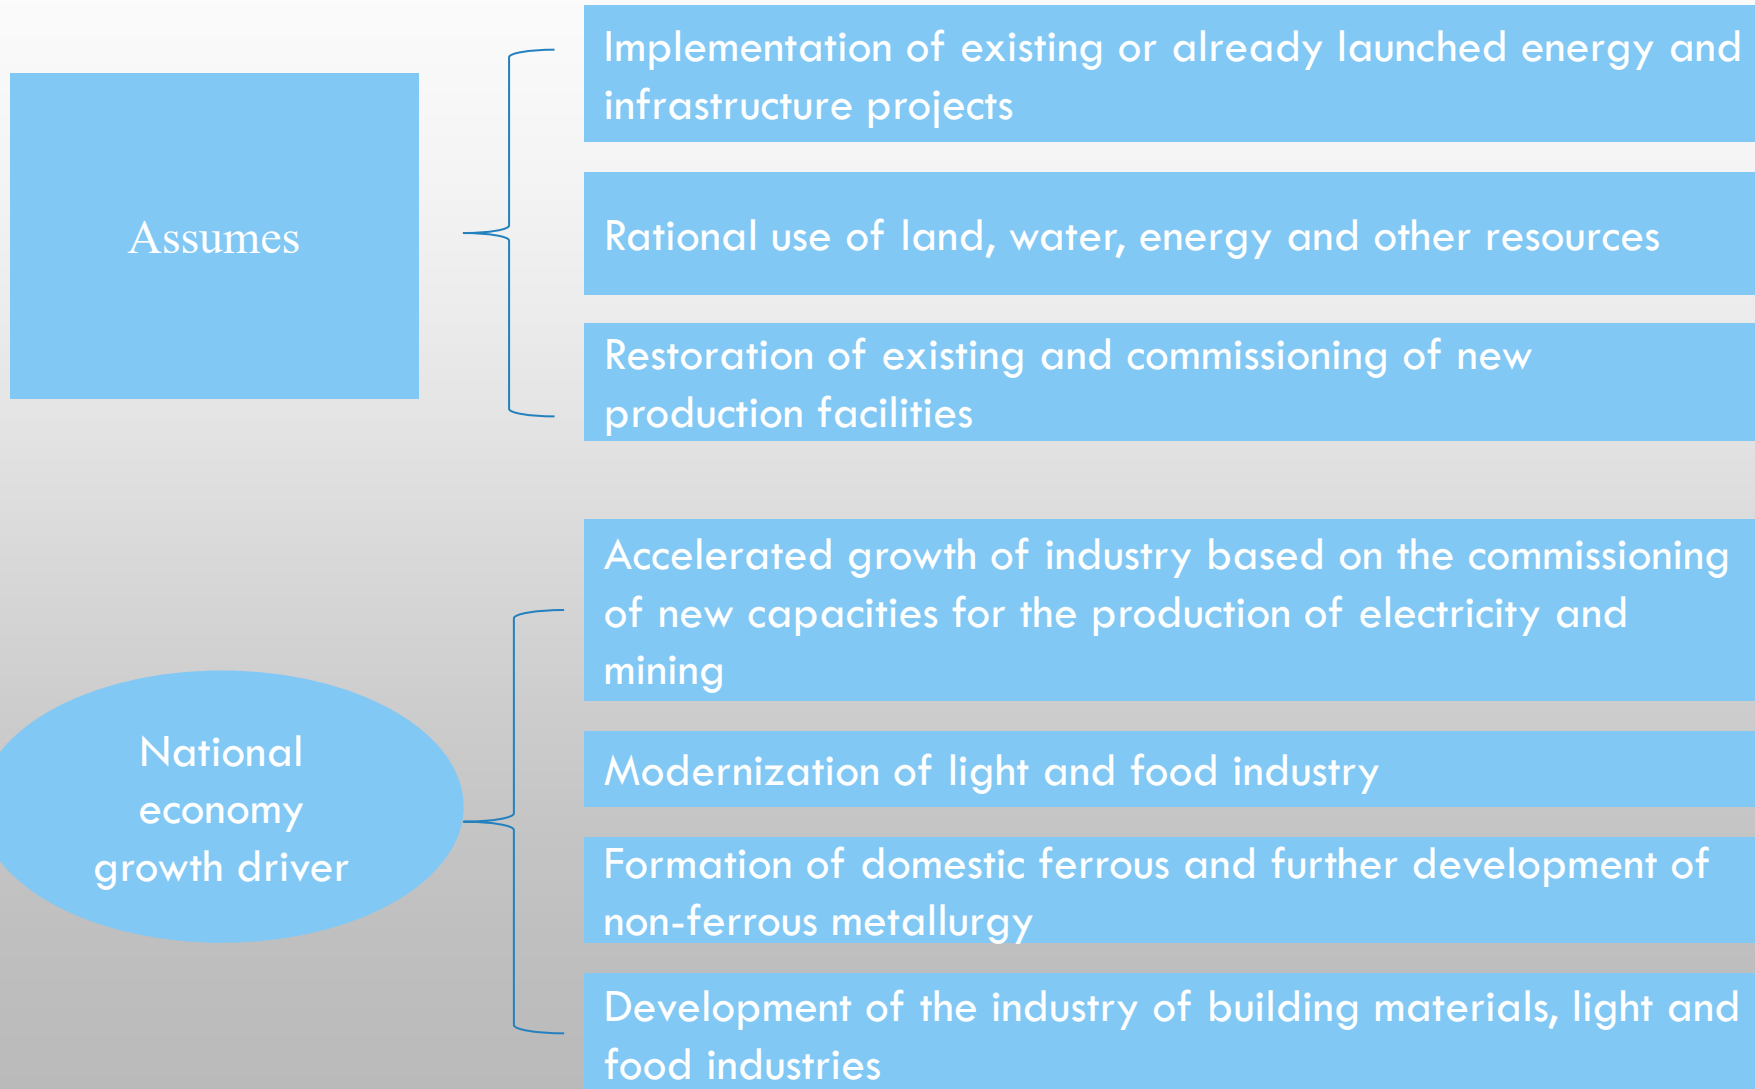 Assumes
Implementation of existing or already launched energy and
infrastructure projects
Rational use of land, water, energy and other resources
Restoration of existing and commissioning of new
production facilities
National
economy
growth driver
Accelerated growth of industry based on the commissioning
of new capacities for the production of electricity and
mining
Modernization of light and food industry
Formation of domestic ferrous and further development of
non-ferrous metallurgy
Development of the industry of building materials, light and
food industries